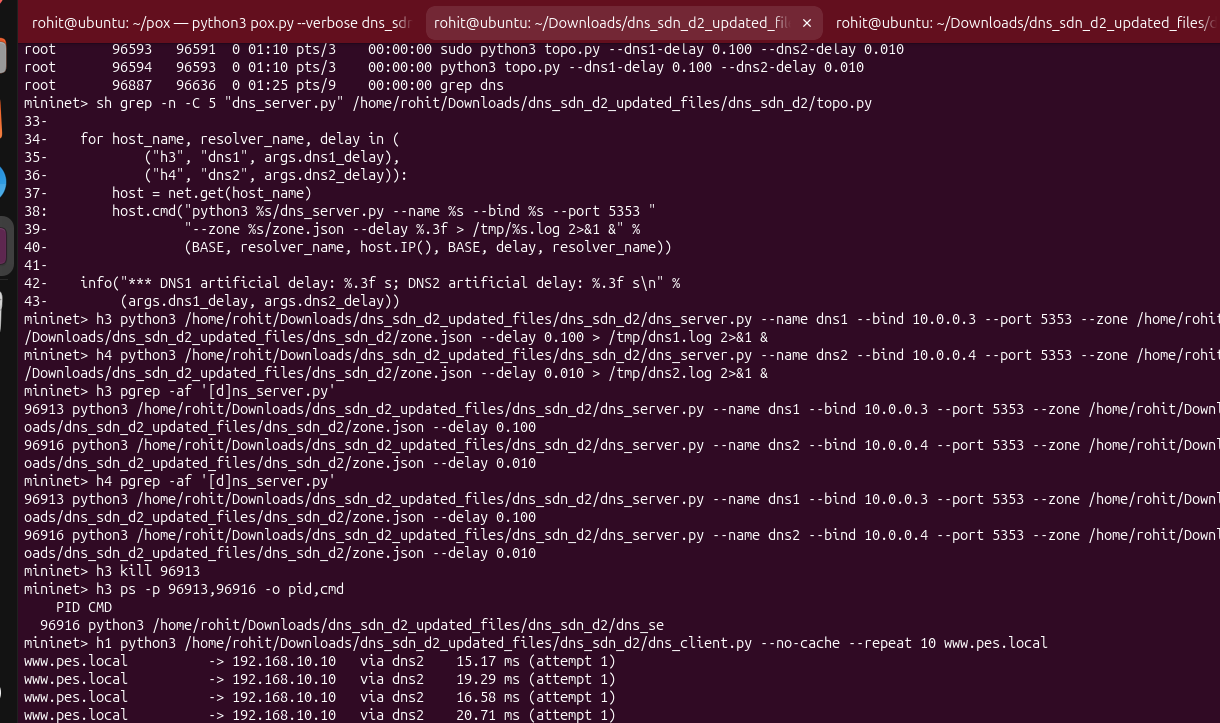 rohit@ubuntu: ~/pox — python3 pox.py --verbose dns_sdn
rohit@ubuntu: ~/Downloads/dns_sdn_d2_updated_fil
rohit@ubuntu: ~/Downloads/dns_sdn_d2_updated_files/
root       96593   96591  0 01:10 pts/3    00:00:00 sudo python3 topo.py --dns1-delay 0.100 --dns2-delay 0.010
root       96594   96593  0 01:10 pts/3    00:00:00 python3 topo.py --dns1-delay 0.100 --dns2-delay 0.010
root       96887   96636  0 01:25 pts/9    00:00:00 grep dns
mininet> sh grep -n -C 5 "dns_server.py" /home/rohit/Downloads/dns_sdn_d2_updated_files/dns_sdn_d2/topo.py
33-
34-    for host_name, resolver_name, delay in (
35-            ("h3", "dns1", args.dns1_delay),
36-            ("h4", "dns2", args.dns2_delay)):
37-        host = net.get(host_name)
38:        host.cmd("python3 %s/dns_server.py --name %s --bind %s --port 5353 "
39-                 "--zone %s/zone.json --delay %.3f > /tmp/%s.log 2>&1 &" %
40-                 (BASE, resolver_name, host.IP(), BASE, delay, resolver_name))
41-
42-    info("*** DNS1 artificial delay: %.3f s; DNS2 artificial delay: %.3f s\n" %
43-         (args.dns1_delay, args.dns2_delay))
mininet> h3 python3 /home/rohit/Downloads/dns_sdn_d2_updated_files/dns_sdn_d2/dns_server.py --name dns1 --bind 10.0.0.3 --port 5353 --zone /home/rohit
/Downloads/dns_sdn_d2_updated_files/dns_sdn_d2/zone.json --delay 0.100 > /tmp/dns1.log 2>&1 &
mininet> h4 python3 /home/rohit/Downloads/dns_sdn_d2_updated_files/dns_sdn_d2/dns_server.py --name dns2 --bind 10.0.0.4 --port 5353 --zone /home/rohit
/Downloads/dns_sdn_d2_updated_files/dns_sdn_d2/zone.json --delay 0.010 > /tmp/dns2.log 2>&1 &
mininet> h3 pgrep -af '[d]ns_server.py'
96913 python3 /home/rohit/Downloads/dns_sdn_d2_updated_files/dns_sdn_d2/dns_server.py --name dns1 --bind 10.0.0.3 --port 5353 --zone /home/rohit/Downl
oads/dns_sdn_d2_updated_files/dns_sdn_d2/zone.json --delay 0.100
96916 python3 /home/rohit/Downloads/dns_sdn_d2_updated_files/dns_sdn_d2/dns_server.py --name dns2 --bind 10.0.0.4 --port 5353 --zone /home/rohit/Downl
oads/dns_sdn_d2_updated_files/dns_sdn_d2/zone.json --delay 0.010
mininet> h4 pgrep -af '[d]ns_server.py'
96913 python3 /home/rohit/Downloads/dns_sdn_d2_updated_files/dns_sdn_d2/dns_server.py --name dns1 --bind 10.0.0.3 --port 5353 --zone /home/rohit/Downl
oads/dns_sdn_d2_updated_files/dns_sdn_d2/zone.json --delay 0.100
96916 python3 /home/rohit/Downloads/dns_sdn_d2_updated_files/dns_sdn_d2/dns_server.py --name dns2 --bind 10.0.0.4 --port 5353 --zone /home/rohit/Downl
oads/dns_sdn_d2_updated_files/dns_sdn_d2/zone.json --delay 0.010
mininet> h3 kill 96913
mininet> h3 ps -p 96913,96916 -o pid,cmd
    PID CMD
  96916 python3 /home/rohit/Downloads/dns_sdn_d2_updated_files/dns_sdn_d2/dns_se
mininet> h1 python3 /home/rohit/Downloads/dns_sdn_d2_updated_files/dns_sdn_d2/dns_client.py --no-cache --repeat 10 www.pes.local
www.pes.local          -> 192.168.10.10   via dns2    15.17 ms (attempt 1)
www.pes.local          -> 192.168.10.10   via dns2    19.29 ms (attempt 1)
www.pes.local          -> 192.168.10.10   via dns2    16.58 ms (attempt 1)
www.pes.local          -> 192.168.10.10   via dns2    20.71 ms (attempt 1)